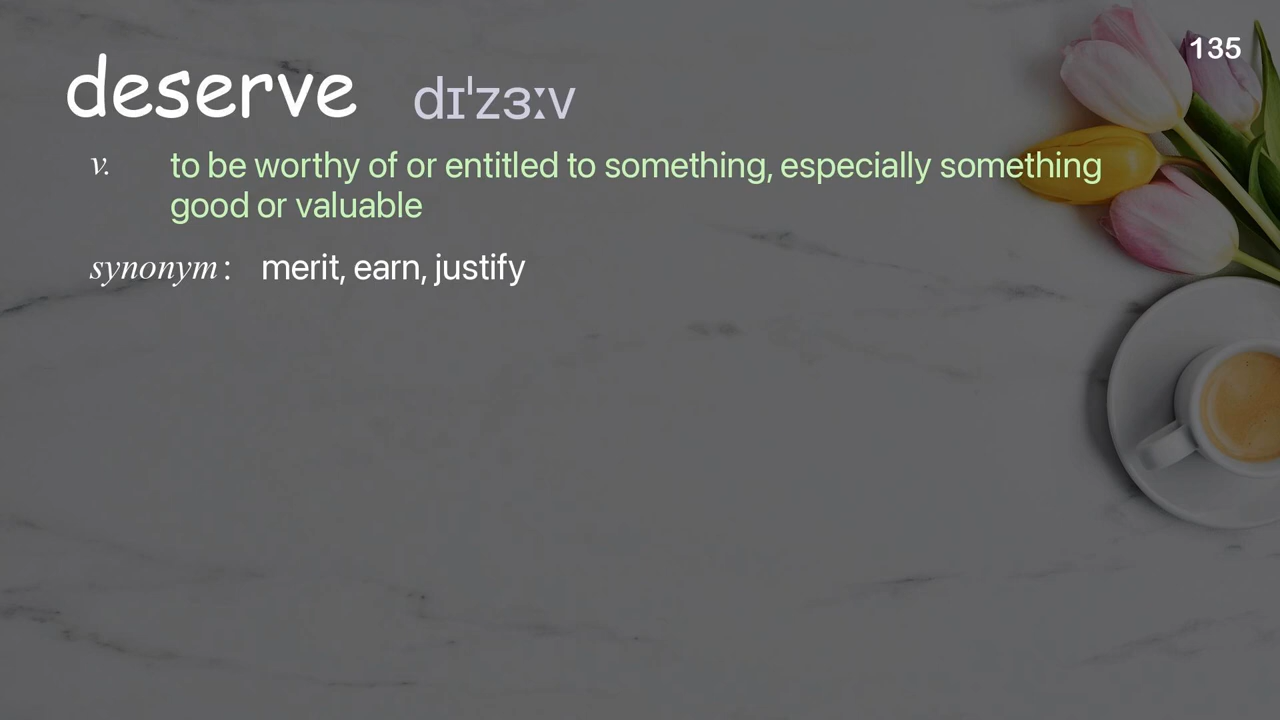 135
deserve dɪˈzɜːv
v. to be worthy of or entitled to something, especially something
good or valuable
synonym: merit, earn, justify